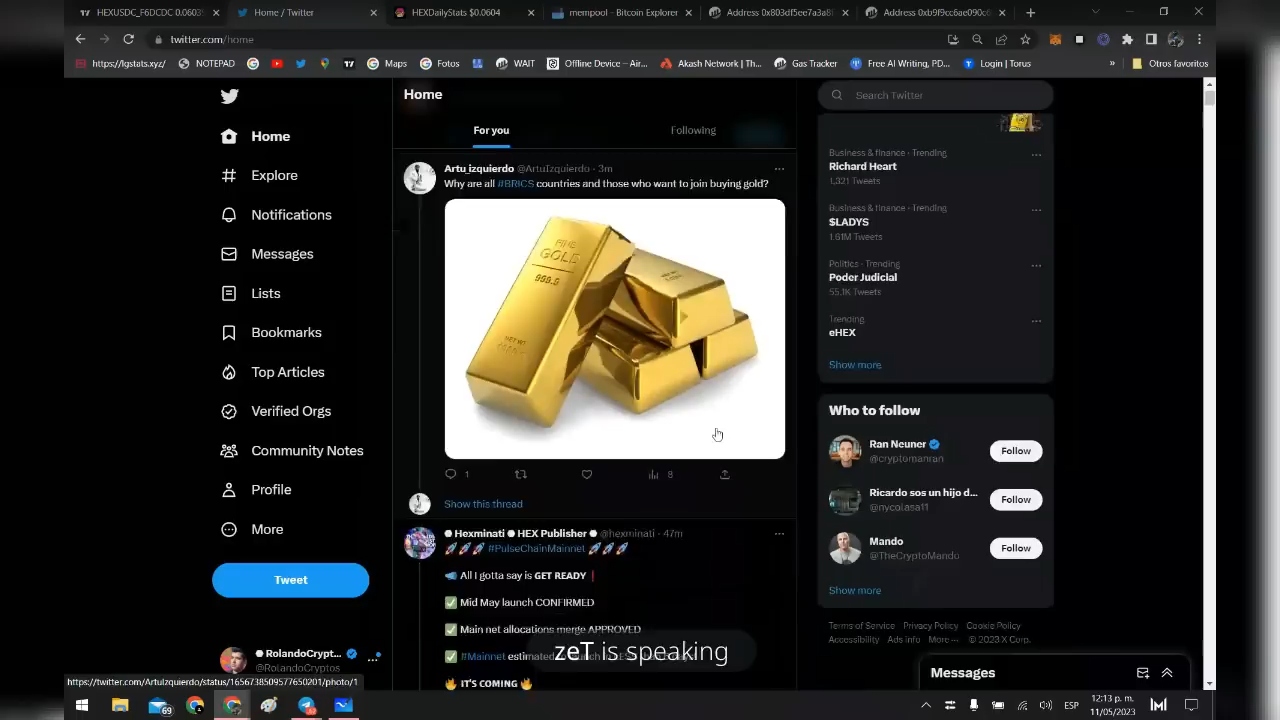 HEXUSDC_F6DCDC 0.0603
Home / Twitter
HEXDailyStats $0.0604
mempool - Bitcoin Explorer
Address 0x803df5ee7a3a8
Address 0xb9f9cc6ae090c6
twitter.com/home
https://lgstats.xyz/
NOTEPAD
Maps
Fotos
WAIT
Offline Device – Air...
Akash Network | Th...
Gas Tracker
Free AI Writing, PD...
Login | Torus
»
Otros favoritos
Home
For you
Following
Search Twitter
Home
Explore
Notifications
Messages
Lists
Bookmarks
Top Articles
Verified Orgs
Community Notes
Profile
More
Tweet
RolandoCrypt...
@RolandoCryptos
Artu_izquierdo @ArtuIzquierdo · 3m
Why are all #BRICS countries and those who want to join buying gold?
FINE
GOLD
999.5
1
8
Show this thread
Hexminati HEX Publisher @hexminati · 47m
🚀🚀🚀 #PulseChainMainnet 🚀🚀🚀
📣 All I gotta say is GET READY❗
✅ Mid May launch CONFIRMED
✅ Main net allocations merge APPROVED
✅ #Mainnet
🔥 IT'S COMING 🔥
zeT is speaking
Business & finance · Trending
Richard Heart
1,321 Tweets
Business & finance · Trending
$LADYS
1.61M Tweets
Politics · Trending
Poder Judicial
55.1K Tweets
Trending
eHEX
Show more
Who to follow
Ran Neuner
@cryptomanran
Follow
Ricardo sos un hijo d...
@nycolasa11
Follow
Mando
@TheCryptoMando
Follow
Show more
Terms of Service Privacy Policy Cookie Policy
Accessibility Ads info More ··· © 2023 X Corp.
Messages
https://twitter.com/ArtuIzquierdo/status/1656738509577650201/photo/1
69
ESP
12:13 p. m.
11/05/2023